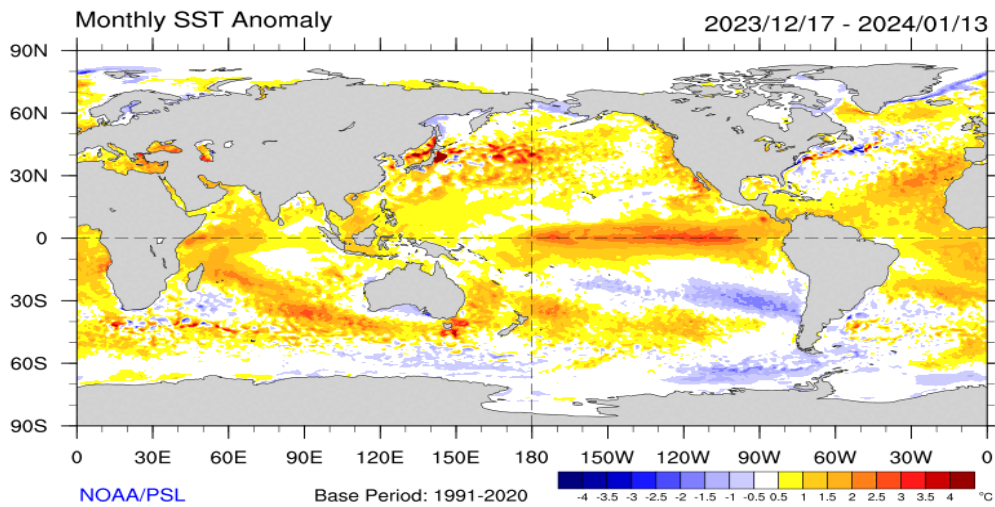 Monthly SST Anomaly 2023/12/17 - 2024/01/13
90N
60N
30N
0
30S
60S
90S
0 30E 60E 90E 120E 150E 180 150W 120W 90W 60W 30W 0
NOAA/PSL Base Period: 1991-2020
-4 -3.5 -3 -2.5 -2 -1.5 -1 -0.5 0.5 1 1.5 2 2.5 3 3.5 4 °C